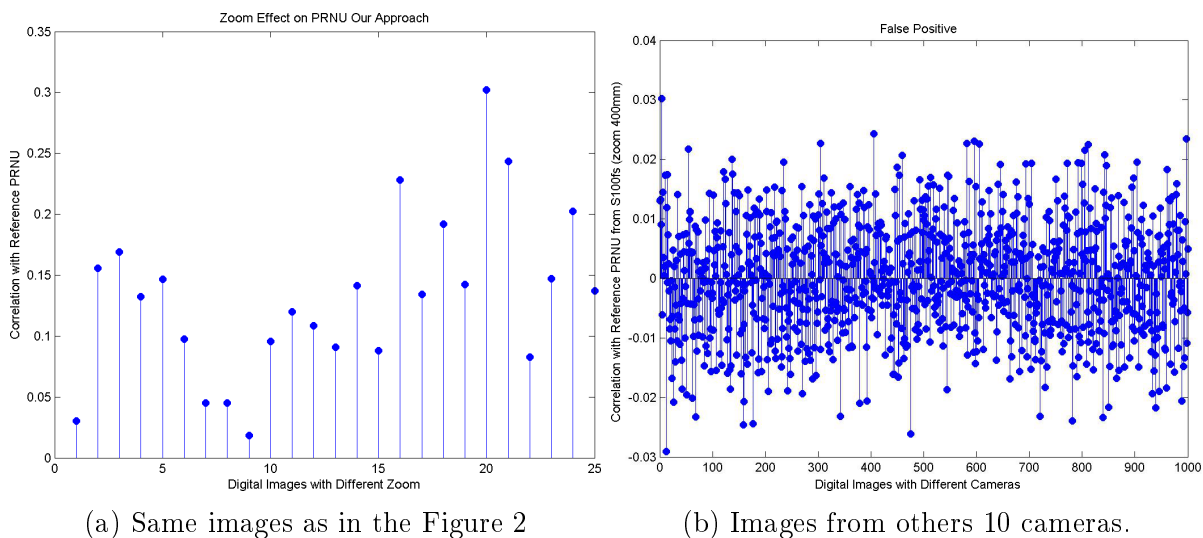 Zoom Effect on PRNU Our Approach
Correlation with Reference PRNU
0.35
0.3
0.25
0.2
0.15
0.1
0.05
0
0 5 10 15 20 25
Digital Images with Different Zoom
(a) Same images as in the Figure 2
False Positive
Correlation with Reference PRNU from S100fs (zoom 400mm)
0.04
0.03
0.02
0.01
0
-0.01
-0.02
-0.03
0 100 200 300 400 500 600 700 800 900 1000
Digital Images with Different Cameras
(b) Images from others 10 cameras.